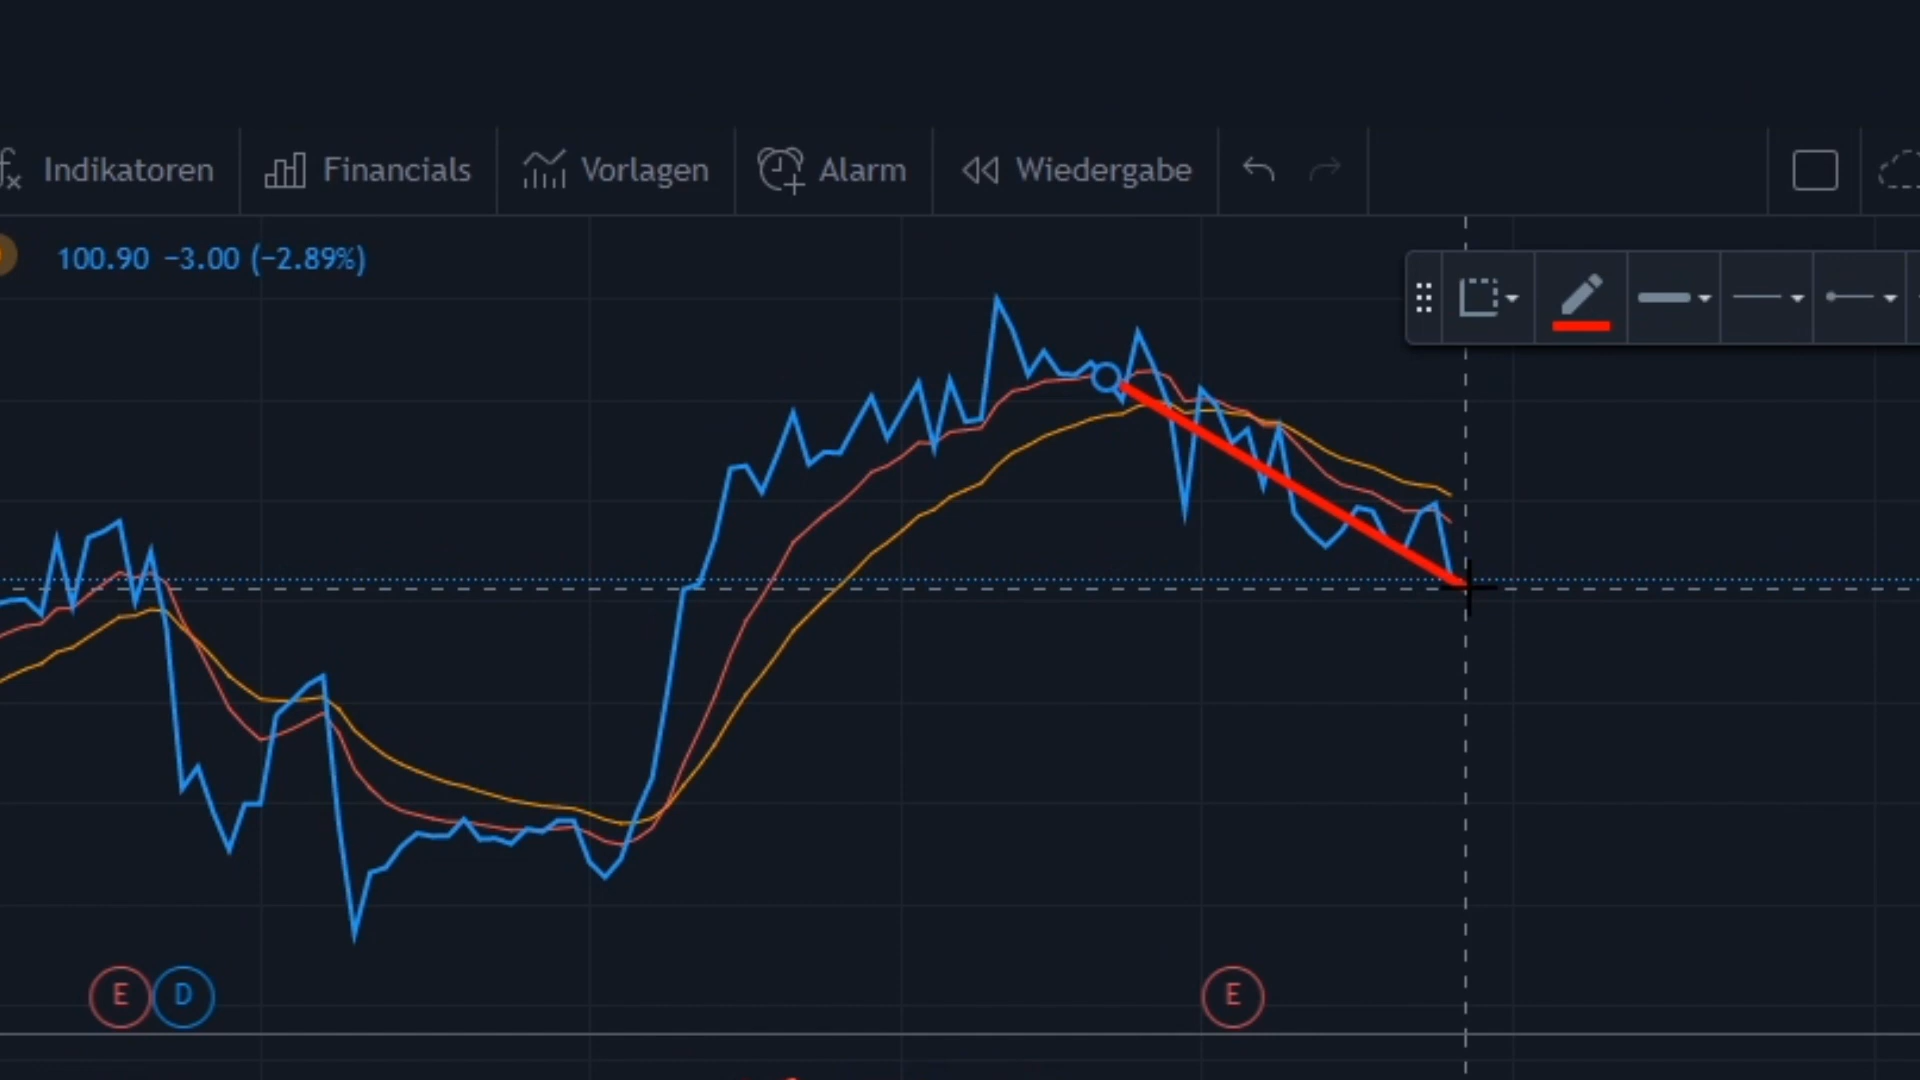 Indikatoren Financials Vorlagen Alarm Wiedergabe
100.90 −3.00 (−2.89%)
E D E